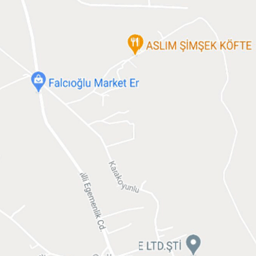 ASLIM ŞİMŞEK KÖFTE
Falcıoğlu Market Er
Karakoyunlu
illi Egemenlik Cd.
E LTD.ŞTİ